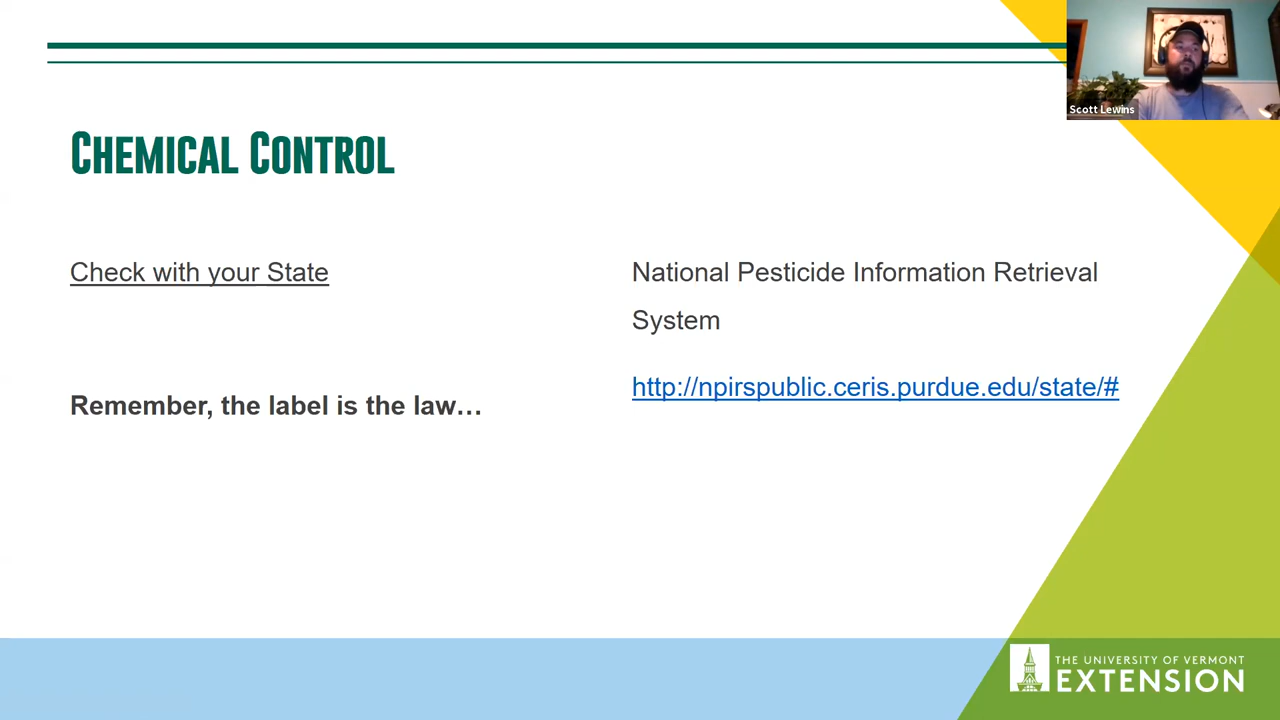 Scott Lewins
Chemical Control
Check with your State
Remember, the label is the law…
National Pesticide Information Retrieval
System
http://npirspublic.ceris.purdue.edu/state/#
THE UNIVERSITY OF VERMONT
EXTENSION